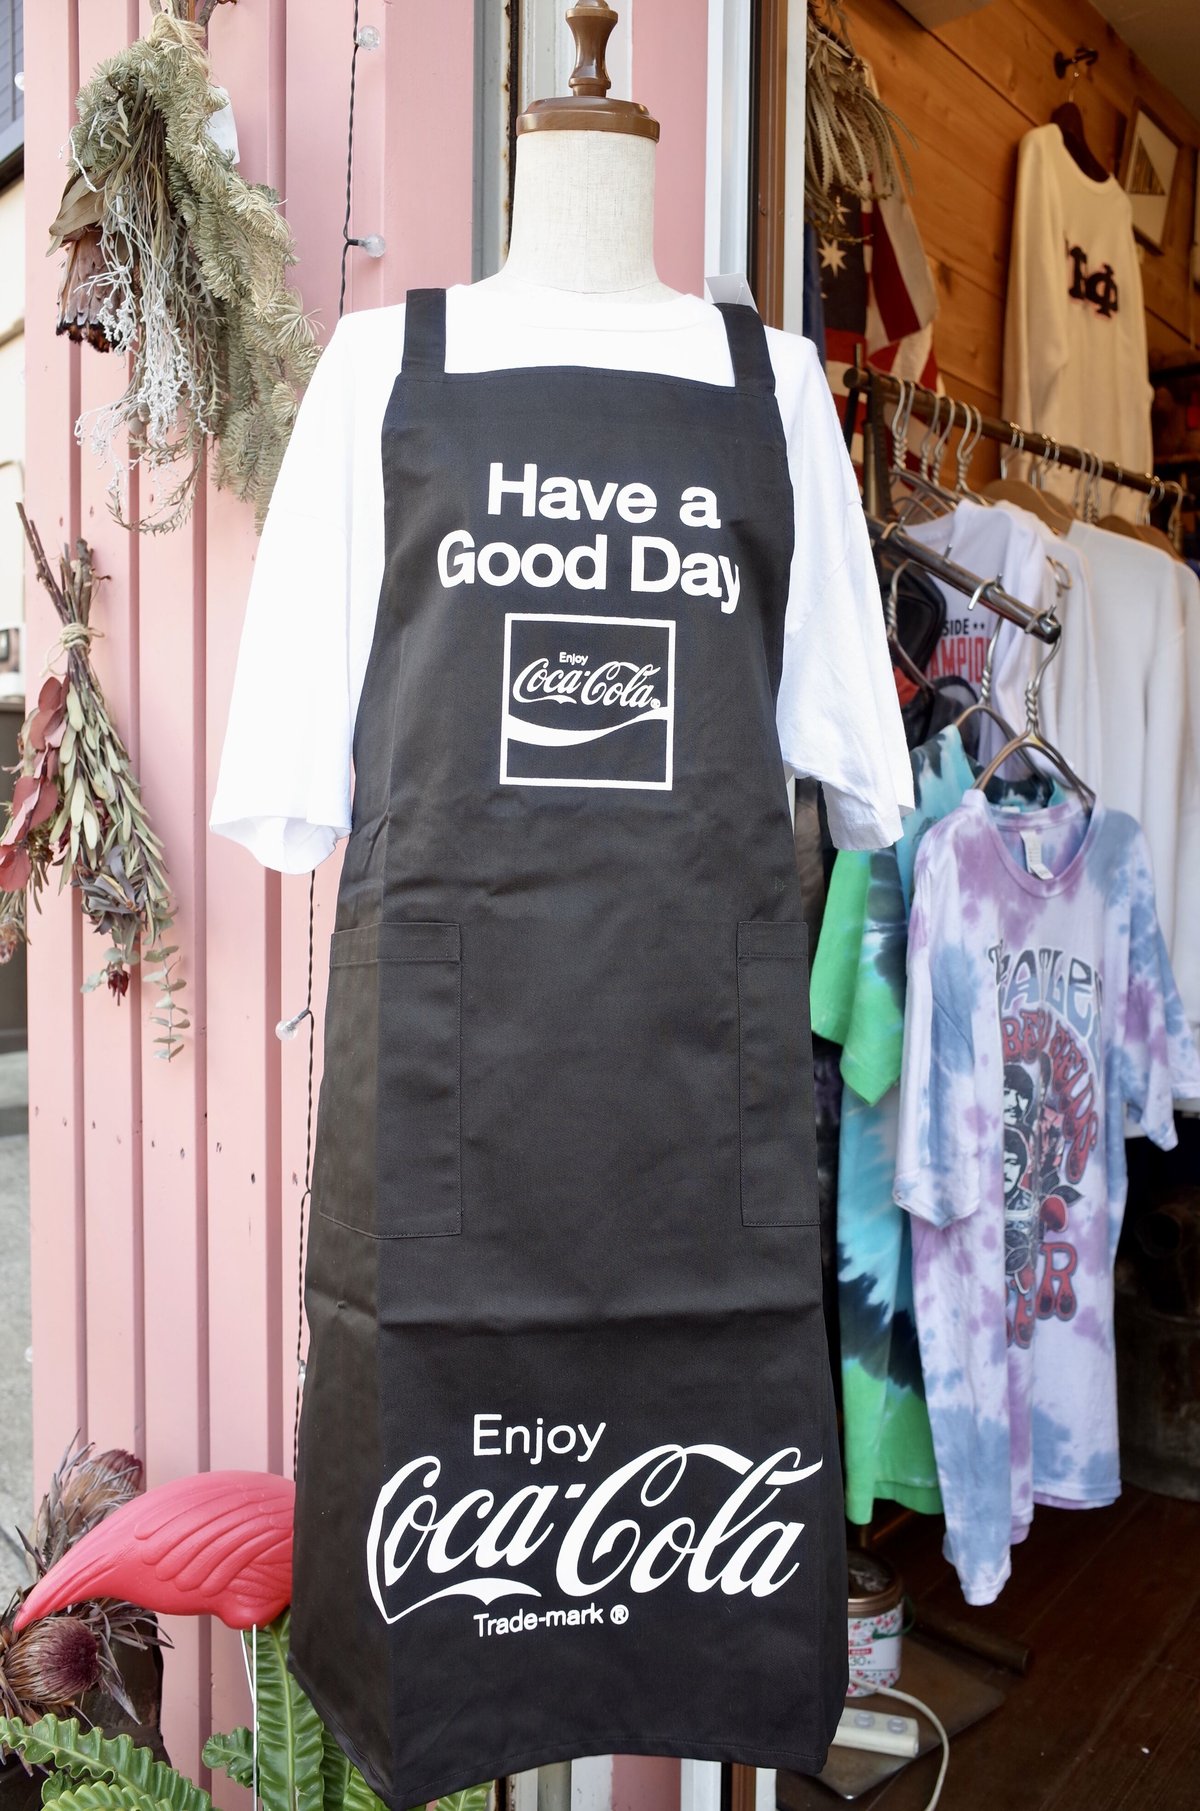 Have a
Good Day
Enjoy
Coca-Cola®
Enjoy
Coca-Cola
Trade-mark ®